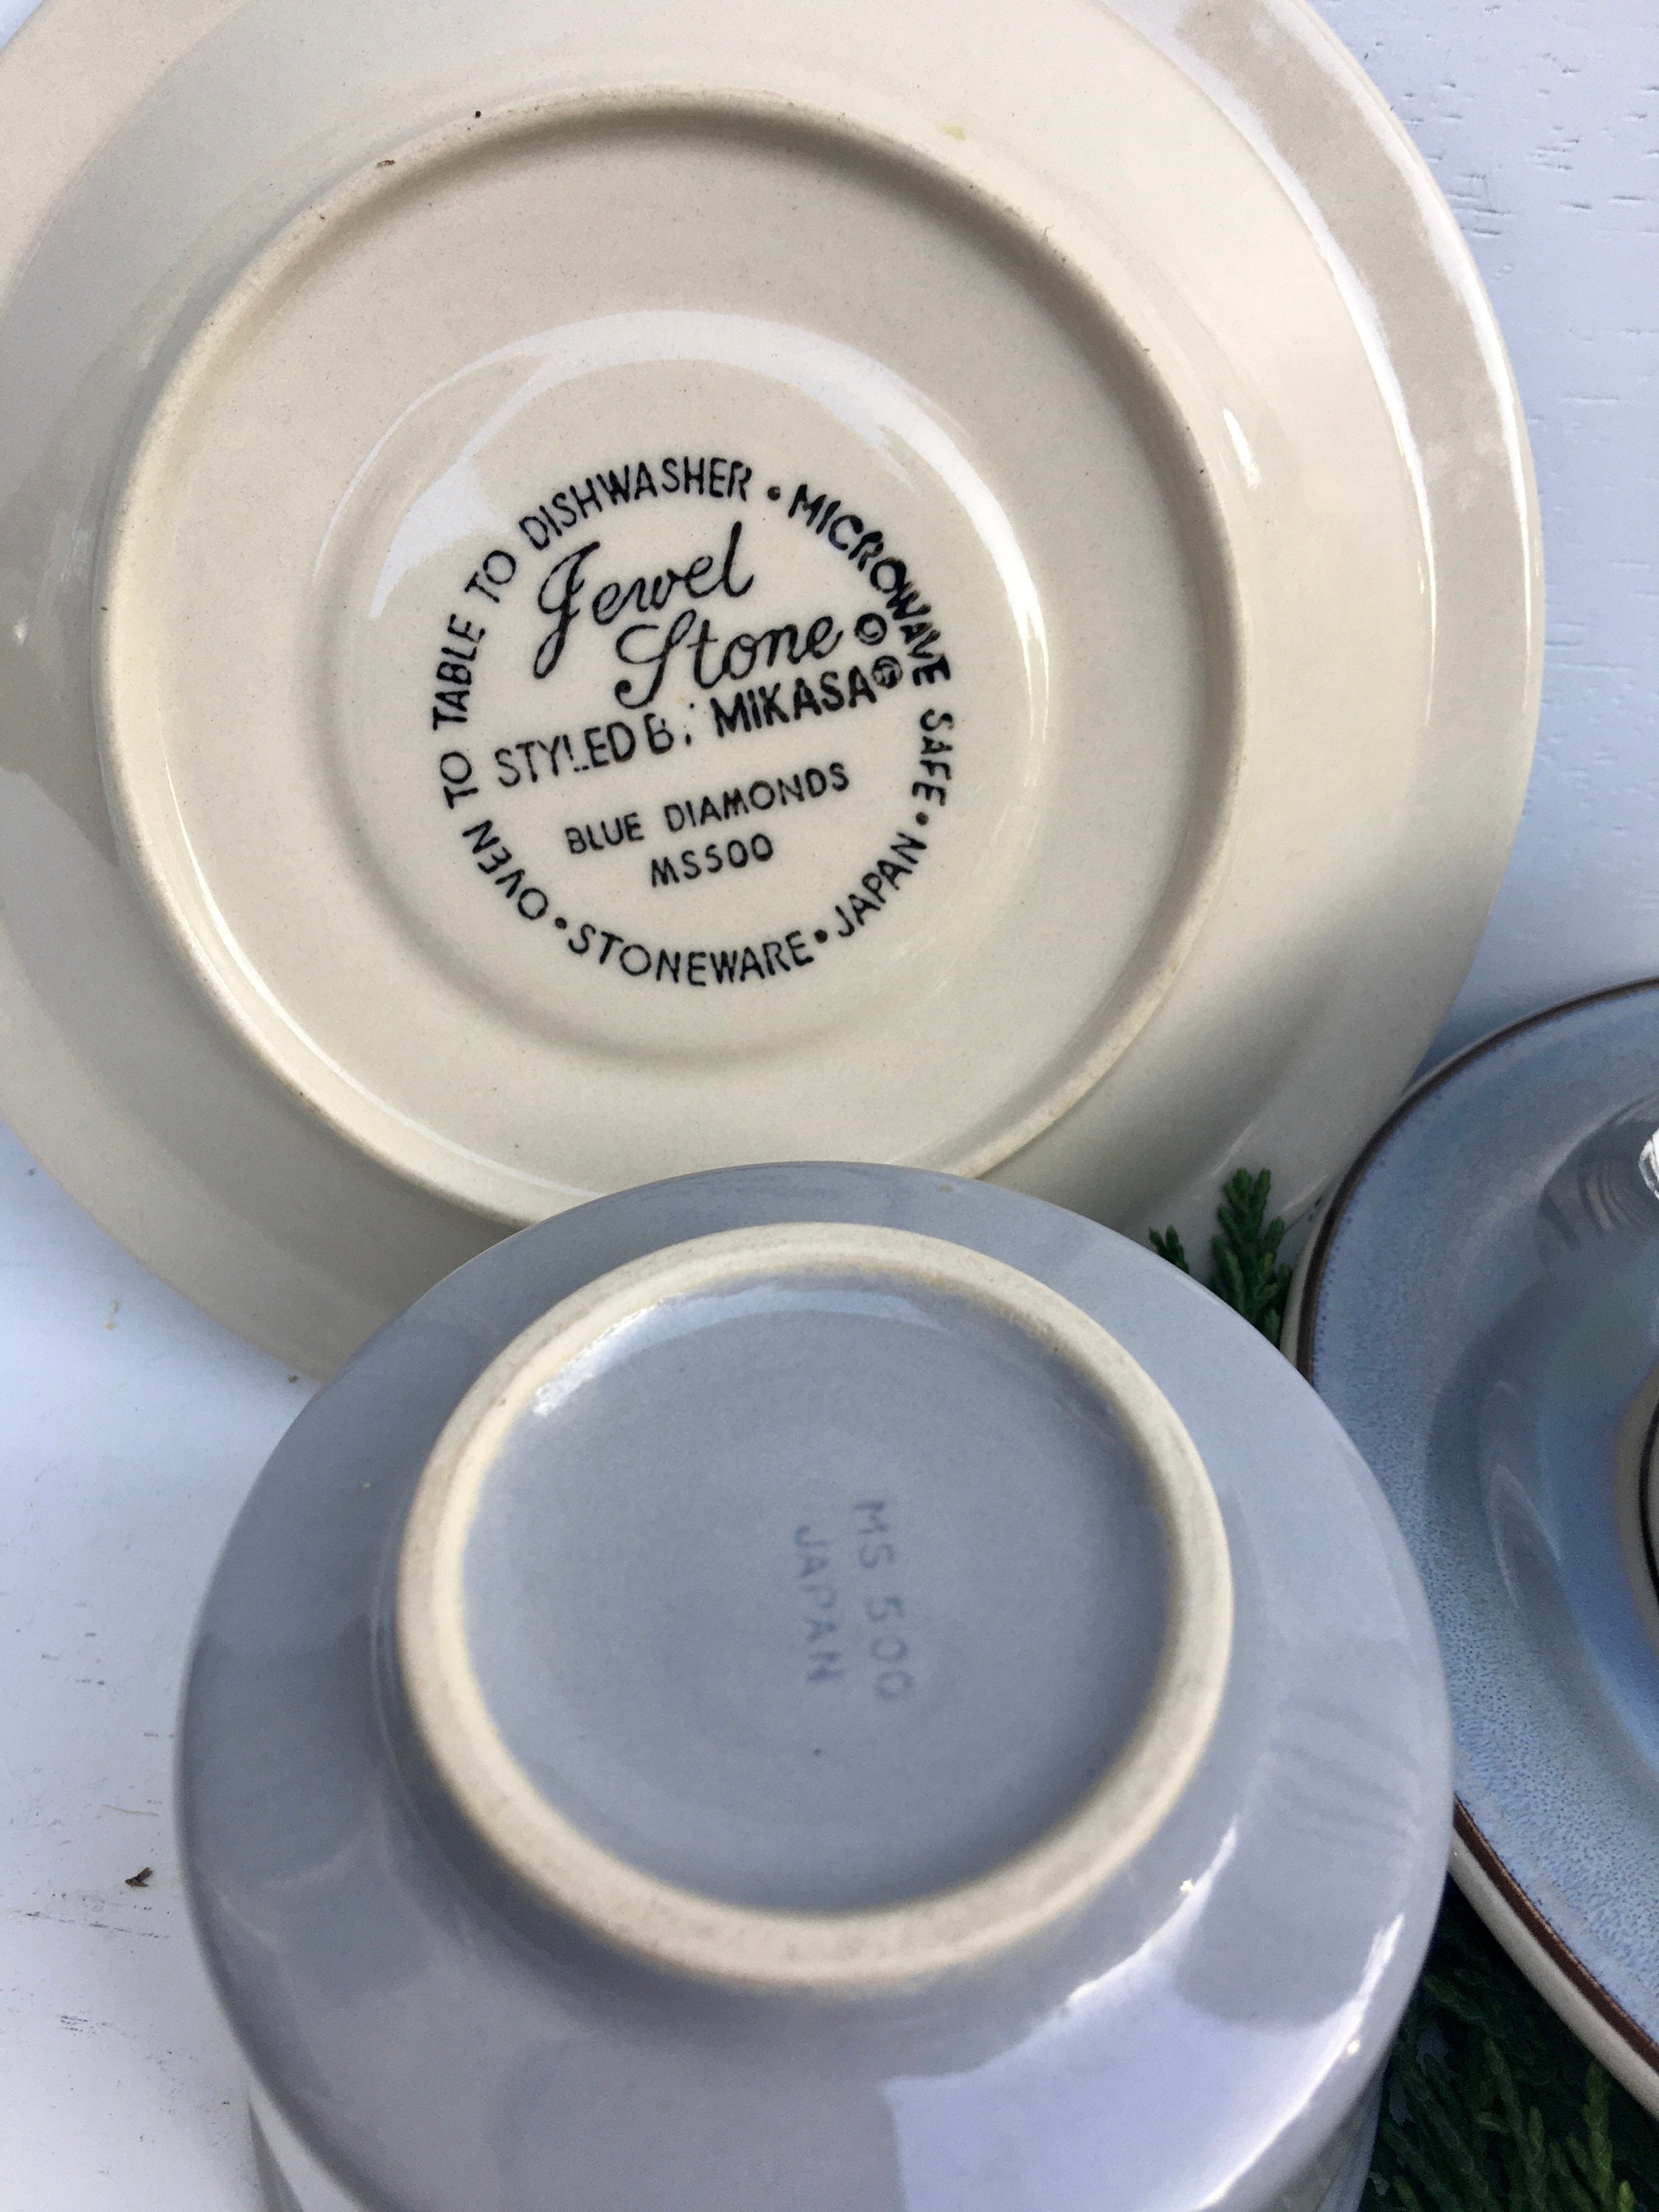 OVEN TO TABLE TO DISHWASHER • MICROWAVE SAFE •
Jewel
Stone ©
STYLED BY MIKASA ®
BLUE DIAMONDS
MS500
• STONEWARE • JAPAN
MS 500
JAPAN